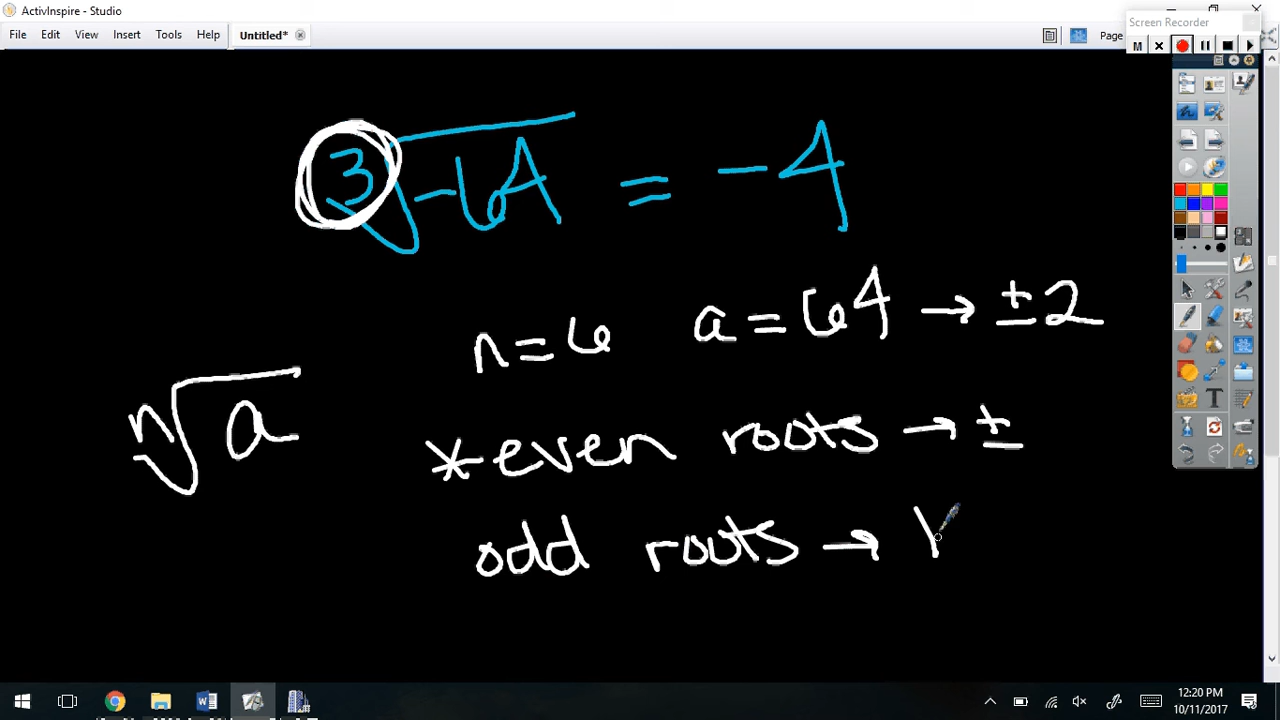 ActivInspire - Studio
Screen Recorder
File Edit View Insert Tools Help Untitled* Page
M
∛-64 = -4
n=6 a=64 → ±2
ⁿ√a
*even roots → ±
odd roots →
12:20 PM
10/11/2017